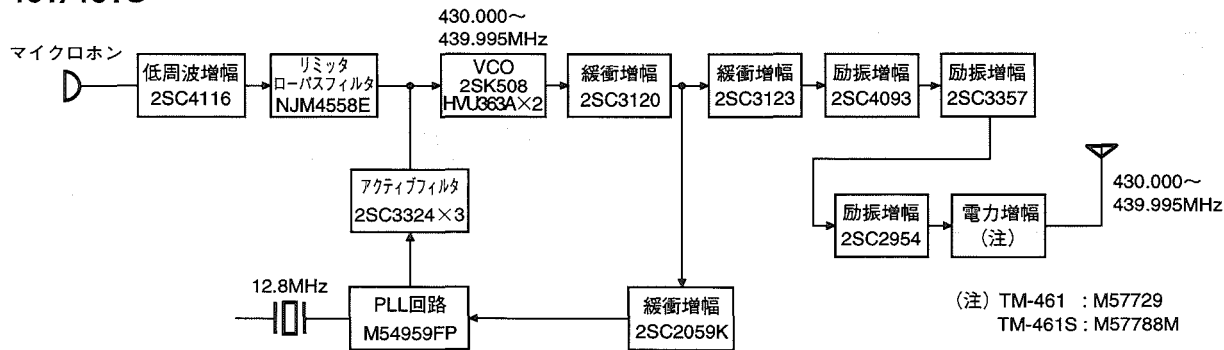 430.000～
439.995MHz
マイクロホン
低周波増幅
2SC4116
リミッタ
ローパスフィルタ
NJM4558E
VCO
2SK508
HVU363A×2
緩衝増幅
2SC3120
緩衝増幅
2SC3123
励振増幅
2SC4093
励振増幅
2SC3357
アクティブフィルタ
2SC3324×3
励振増幅
2SC2954
電力増幅
(注)
430.000～
439.995MHz
12.8MHz
PLL回路
M54959FP
緩衝増幅
2SC2059K
(注) TM-461 : M57729
TM-461S : M57788M